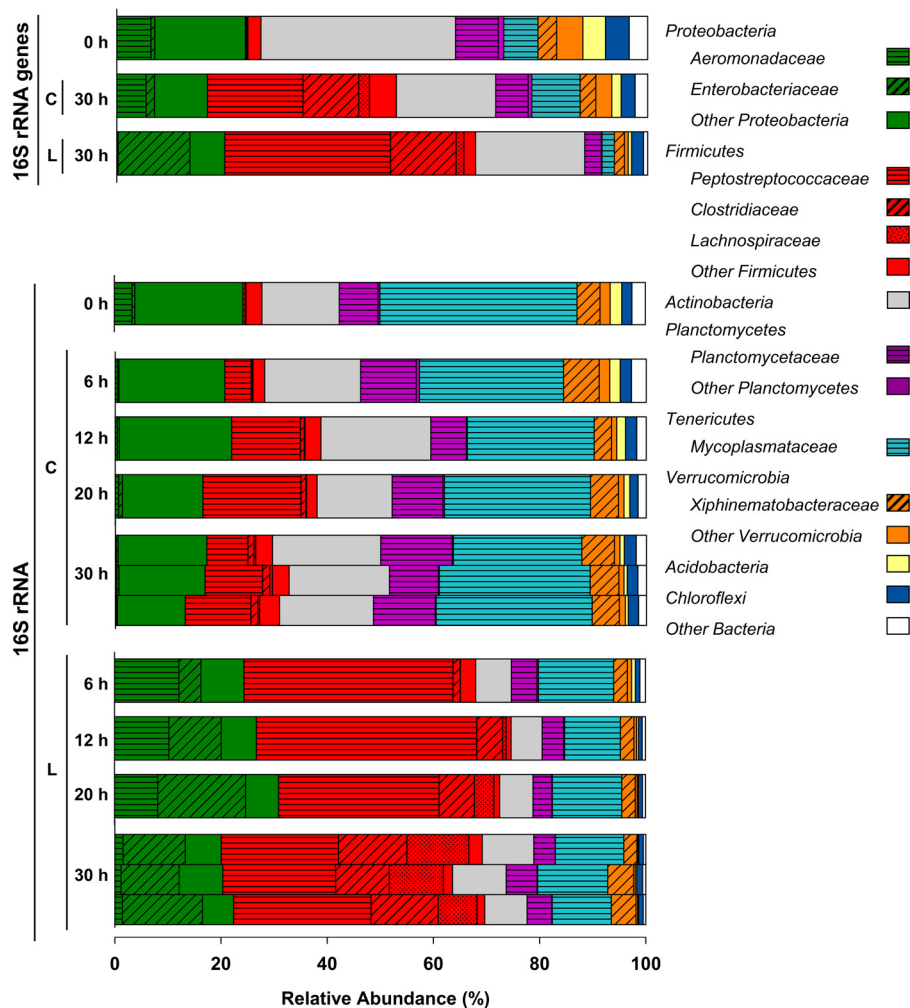 16S rRNA genes
0 h
C
30 h
L
30 h
16S rRNA
0 h
C
6 h
12 h
20 h
30 h
L
6 h
12 h
20 h
30 h
0 20 40 60 80 100
Relative Abundance (%)
Proteobacteria
Aeromonadaceae
Enterobacteriaceae
Other Proteobacteria
Firmicutes
Peptostreptococcaceae
Clostridiaceae
Lachnospiraceae
Other Firmicutes
Actinobacteria
Planctomycetes
Planctomycetaceae
Other Planctomycetes
Tenericutes
Mycoplasmataceae
Verrucomicrobia
Xiphinematobacteraceae
Other Verrucomicrobia
Acidobacteria
Chloroflexi
Other Bacteria